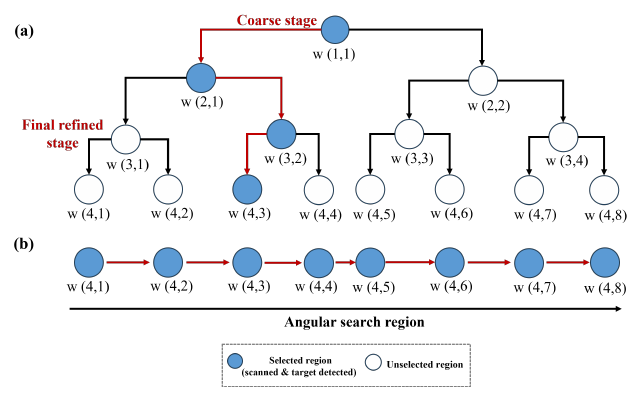 (a)
Coarse stage
w (1,1)
w (2,1)
w (2,2)
Final refined
stage
w (3,1)
w (3,2)
w (3,3)
w (3,4)
w (4,1)
w (4,2)
w (4,3)
w (4,4)
w (4,5)
w (4,6)
w (4,7)
w (4,8)
(b)
w (4,1)
w (4,2)
w (4,3)
w (4,4)
w (4,5)
w (4,6)
w (4,7)
w (4,8)
Angular search region
Selected region
(scanned & target detected)
Unselected region